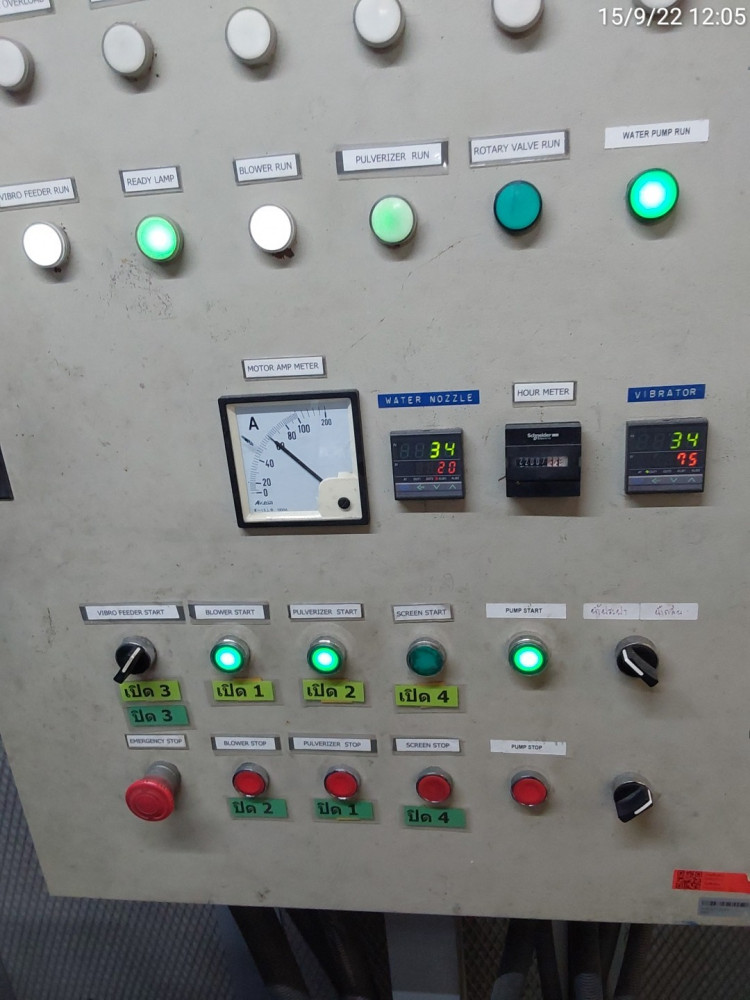 15/9/22 12:05
OVERLOAD
VIBRO FEEDER RUN
READY LAMP
BLOWER RUN
PULVERIZER RUN
ROTARY VALVE RUN
WATER PUMP RUN
MOTOR AMP METER
WATER NOZZLE
HOUR METER
VIBRATOR
A
0
20
40
60
80
100
200
34
20
Schneider
34
75
VIBRO FEEDER START
BLOWER START
PULVERIZER START
SCREEN START
PUMP START
เปิด 3
เปิด 1
เปิด 2
เปิด 4
ปิด 3
EMERGENCY STOP
BLOWER STOP
PULVERIZER STOP
SCREEN STOP
PUMP STOP
ปิด 2
ปิด 1
ปิด 4